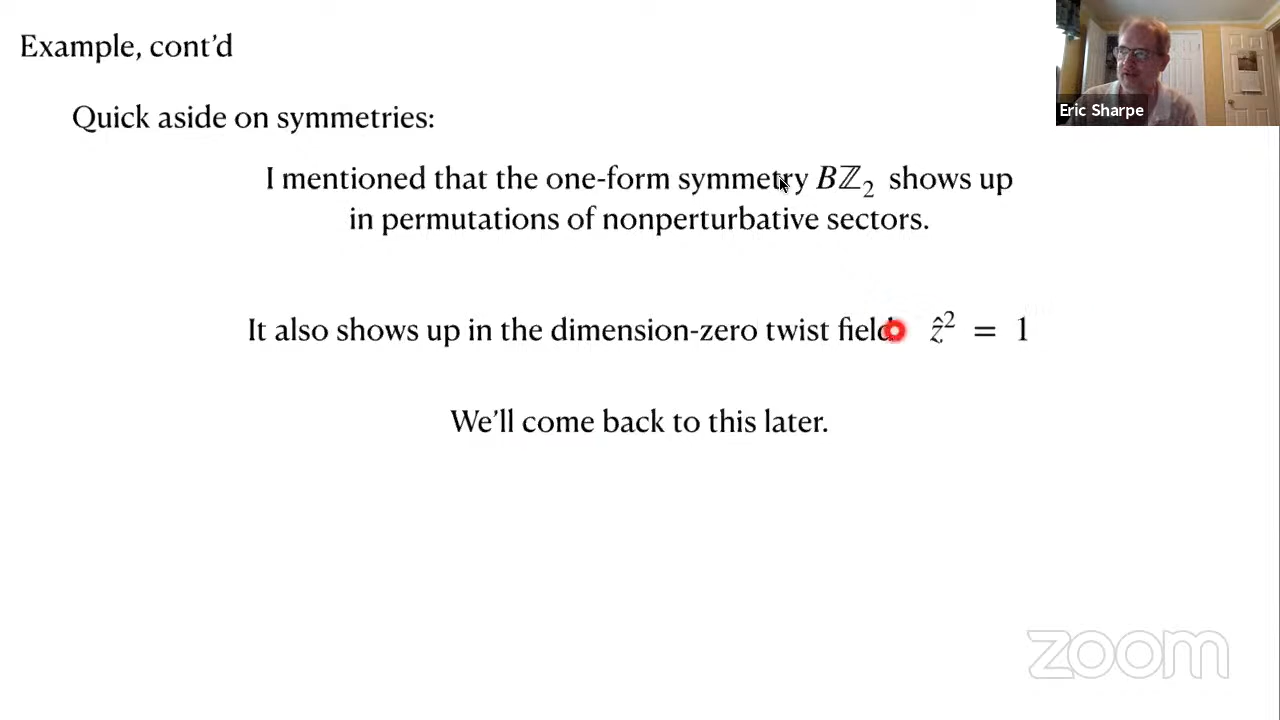 Example, cont’d
Eric Sharpe
Quick aside on symmetries:
I mentioned that the one-form symmetry Bℤ₂ shows up
in permutations of nonperturbative sectors.
It also shows up in the dimension-zero twist field ẑ² = 1
We’ll come back to this later.
zoom